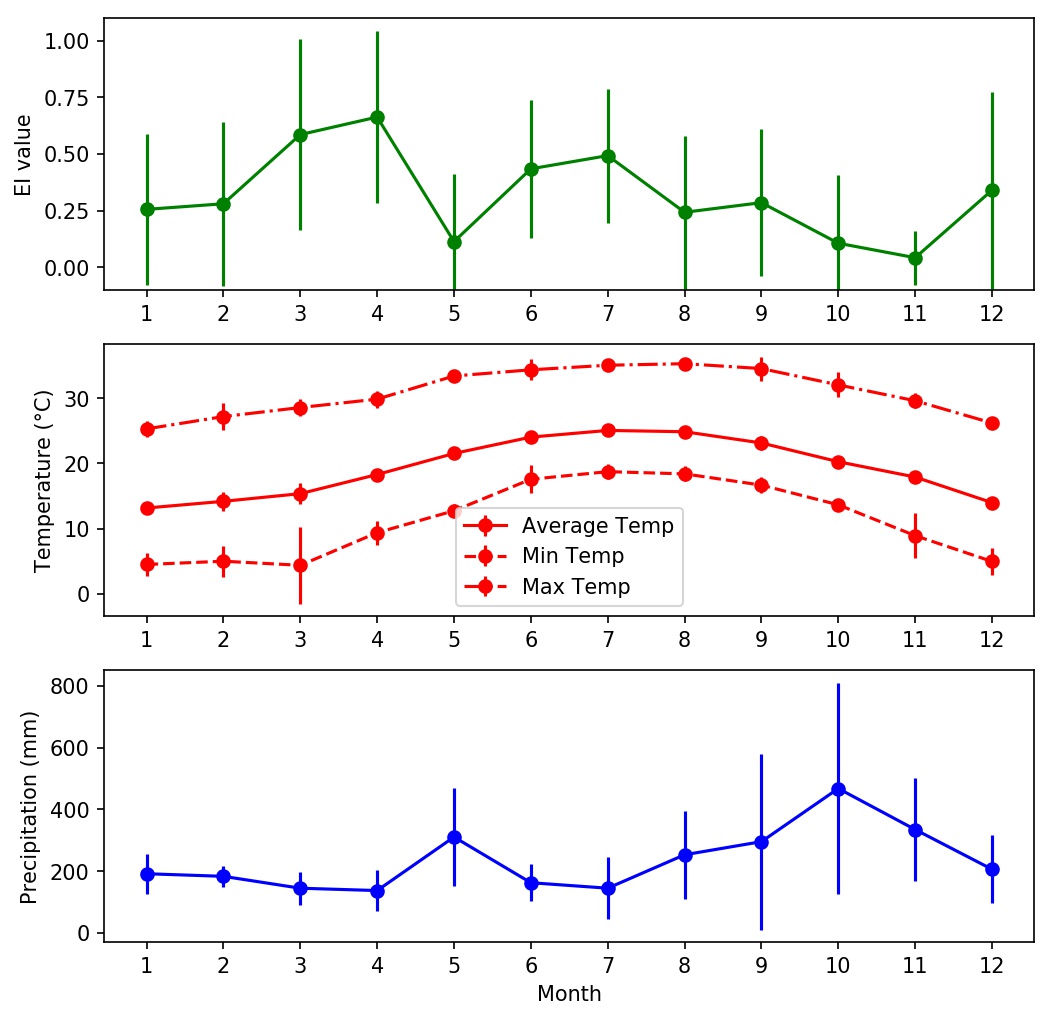 EI value
1.00
0.75
0.50
0.25
0.00
1 2 3 4 5 6 7 8 9 10 11 12
Temperature (°C)
30
20
10
0
Average Temp
Min Temp
Max Temp
1 2 3 4 5 6 7 8 9 10 11 12
Precipitation (mm)
800
600
400
200
0
1 2 3 4 5 6 7 8 9 10 11 12
Month